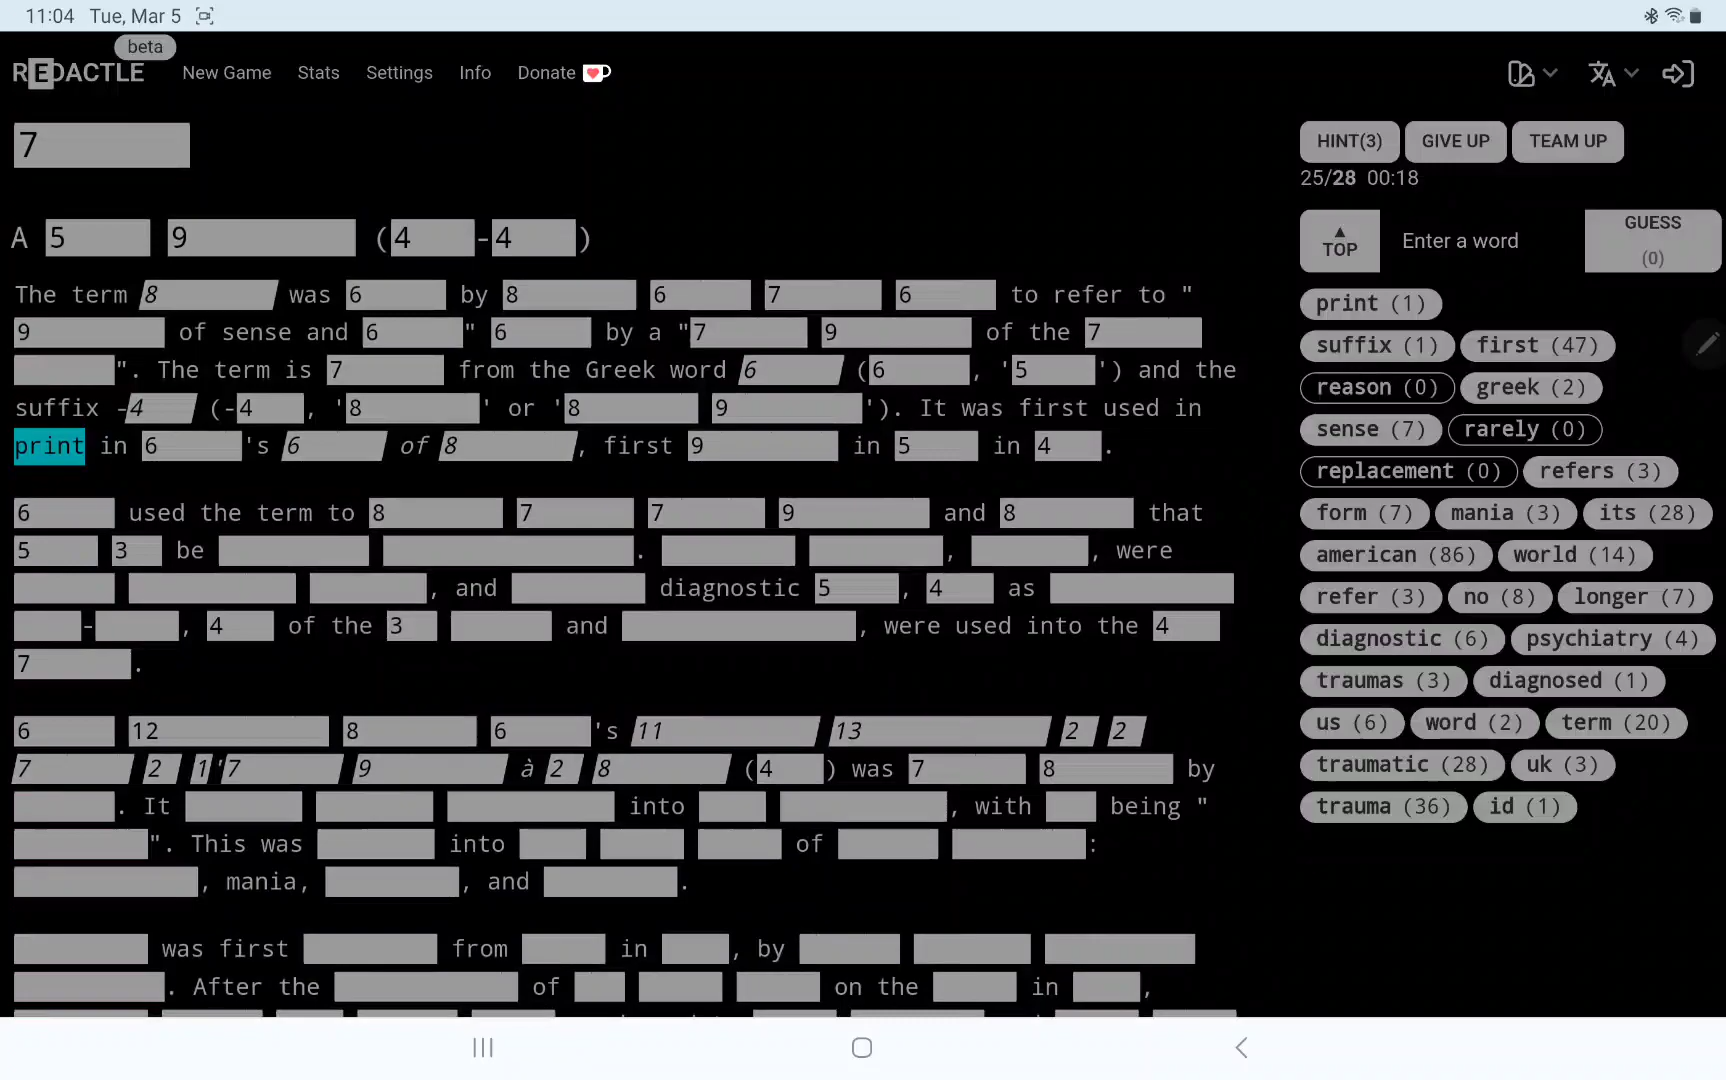 11:04 Tue, Mar 5
beta
REDACTLE New Game Stats Settings Info Donate
7
HINT(3) GIVE UP TEAM UP
25/28 00:18
A 5 9 (4-4)
▲ TOP Enter a word GUESS (0)
The term 8 was 6 by 8 6 7 6 to refer to "
9 of sense and 6" 6 by a "7 9 of the 7
". The term is 7 from the Greek word 6 (6, '5') and the
suffix -4 (-4, '8' or '8 9'). It was first used in
print in 6's 6 of 8, first 9 in 5 in 4.
6 used the term to 8 7 7 9 and 8 that
5 3 be . , , were
, and diagnostic 5, 4 as
-, 4 of the 3 and , were used into the 4
7.
6 12 8 6's 11 13 2 2
7 2 1'7 9 à 2 8 (4) was 7 8 by
. It into , with being "
". This was into of :
, mania, , and .
was first from in , by
. After the of on the in ,
print (1)
suffix (1) first (47)
reason (0) greek (2)
sense (7) rarely (0)
replacement (0) refers (3)
form (7) mania (3) its (28)
american (86) world (14)
refer (3) no (8) longer (7)
diagnostic (6) psychiatry (4)
traumas (3) diagnosed (1)
us (6) word (2) term (20)
traumatic (28) uk (3)
trauma (36) id (1)